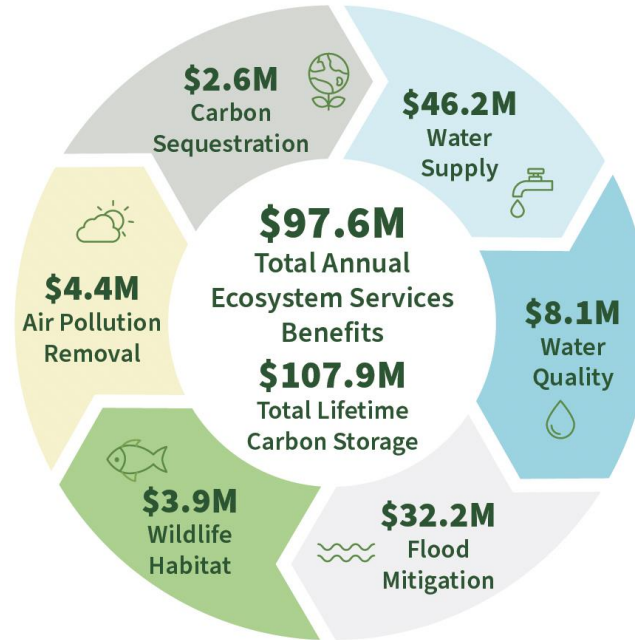 $2.6M
Carbon
Sequestration
$46.2M
Water
Supply
$97.6M
Total Annual
Ecosystem Services
Benefits
$107.9M
Total Lifetime
Carbon Storage
$8.1M
Water
Quality
$32.2M
Flood
Mitigation
$3.9M
Wildlife
Habitat
$4.4M
Air Pollution
Removal